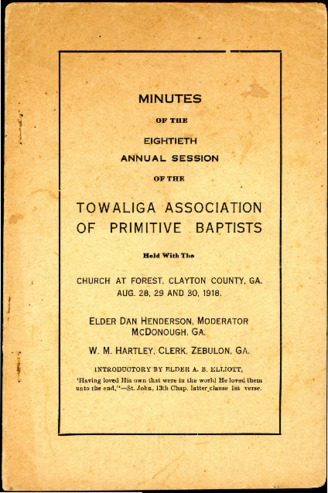 MINUTES
OF THE
EIGHTIETH
ANNUAL SESSION
OF THE
TOWALIGA ASSOCIATION
OF PRIMITIVE BAPTISTS
Held With The
CHURCH AT FOREST, CLAYTON COUNTY, GA.
AUG. 28, 29 AND 30, 1918.
ELDER DAN HENDERSON, MODERATOR
MCDONOUGH, GA.
W. M. HARTLEY, CLERK, ZEBULON, GA.
INTRODUCTORY BY ELDER A. B. ELLIOTT,
"Having loved His own that were in the world He loved them
unto the end,"—St. John, 13th Chap. latter clause 1st verse.